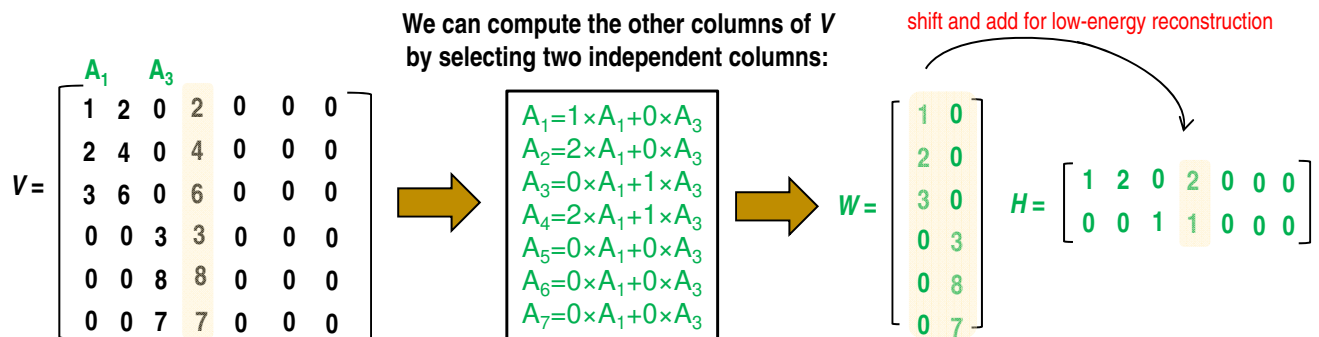 We can compute the other columns of V
by selecting two independent columns:
shift and add for low-energy reconstruction
A₁ A₃
V =
1 2 0 2 0 0 0
2 4 0 4 0 0 0
3 6 0 6 0 0 0
0 0 3 3 0 0 0
0 0 8 8 0 0 0
0 0 7 7 0 0 0
A₁=1×A₁+0×A₃
A₂=2×A₁+0×A₃
A₃=0×A₁+1×A₃
A₄=2×A₁+1×A₃
A₅=0×A₁+0×A₃
A₆=0×A₁+0×A₃
A₇=0×A₁+0×A₃
W =
1 0
2 0
3 0
0 3
0 8
0 7
H =
1 2 0 2 0 0 0
0 0 1 1 0 0 0